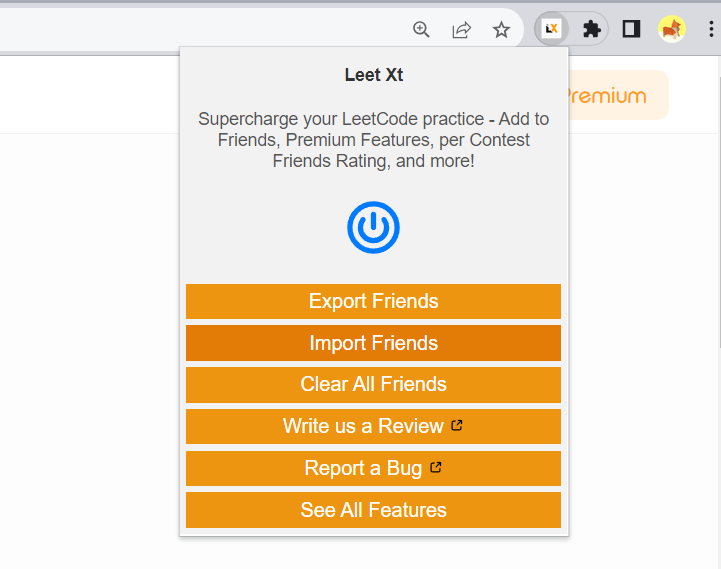 LX
Premium
Leet Xt
Supercharge your LeetCode practice - Add to
Friends, Premium Features, per Contest
Friends Rating, and more!
Export Friends
Import Friends
Clear All Friends
Write us a Review
Report a Bug
See All Features